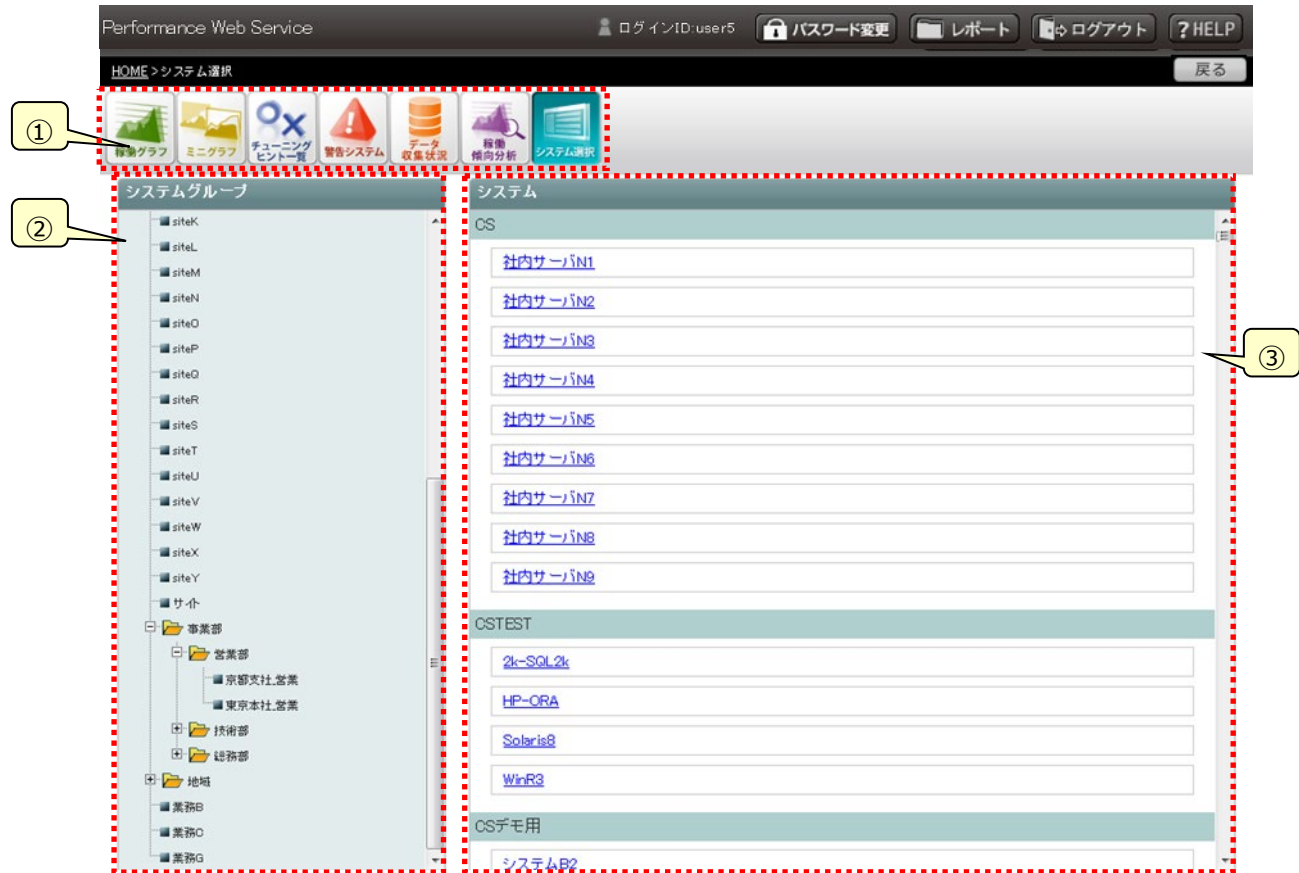 Performance Web Service
ログインID:user5
パスワード変更
レポート
ログアウト
?HELP
HOME>システム選択
戻る
①
稼働グラフ
ミニグラフ
チューニング
ヒント一覧
警告システム
データ
収集状況
稼働
傾向分析
システム選択
②
システムグループ
siteK
siteL
siteM
siteN
siteO
siteP
siteQ
siteR
siteS
siteT
siteU
siteV
siteW
siteX
siteY
サイト
事業部
営業部
京都支社_営業
東京本社_営業
技術部
総務部
地域
業務B
業務C
業務G
システム
CS
社内サーバN1
社内サーバN2
社内サーバN3
社内サーバN4
社内サーバN5
社内サーバN6
社内サーバN7
社内サーバN8
社内サーバN9
CSTEST
2k-SQL2k
HP-ORA
Solaris8
WinR3
CSデモ用
システムB2
③